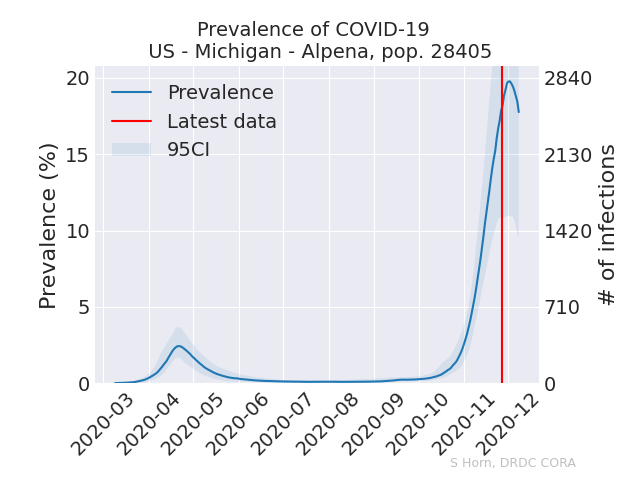 Prevalence of COVID-19
US - Michigan - Alpena, pop. 28405
Prevalence
Latest data
95CI
Prevalence (%)
20
15
10
5
0
2840
2130
1420
710
0
# of infections
2020-03
2020-04
2020-05
2020-06
2020-07
2020-08
2020-09
2020-10
2020-11
2020-12
S Horn, DRDC CORA